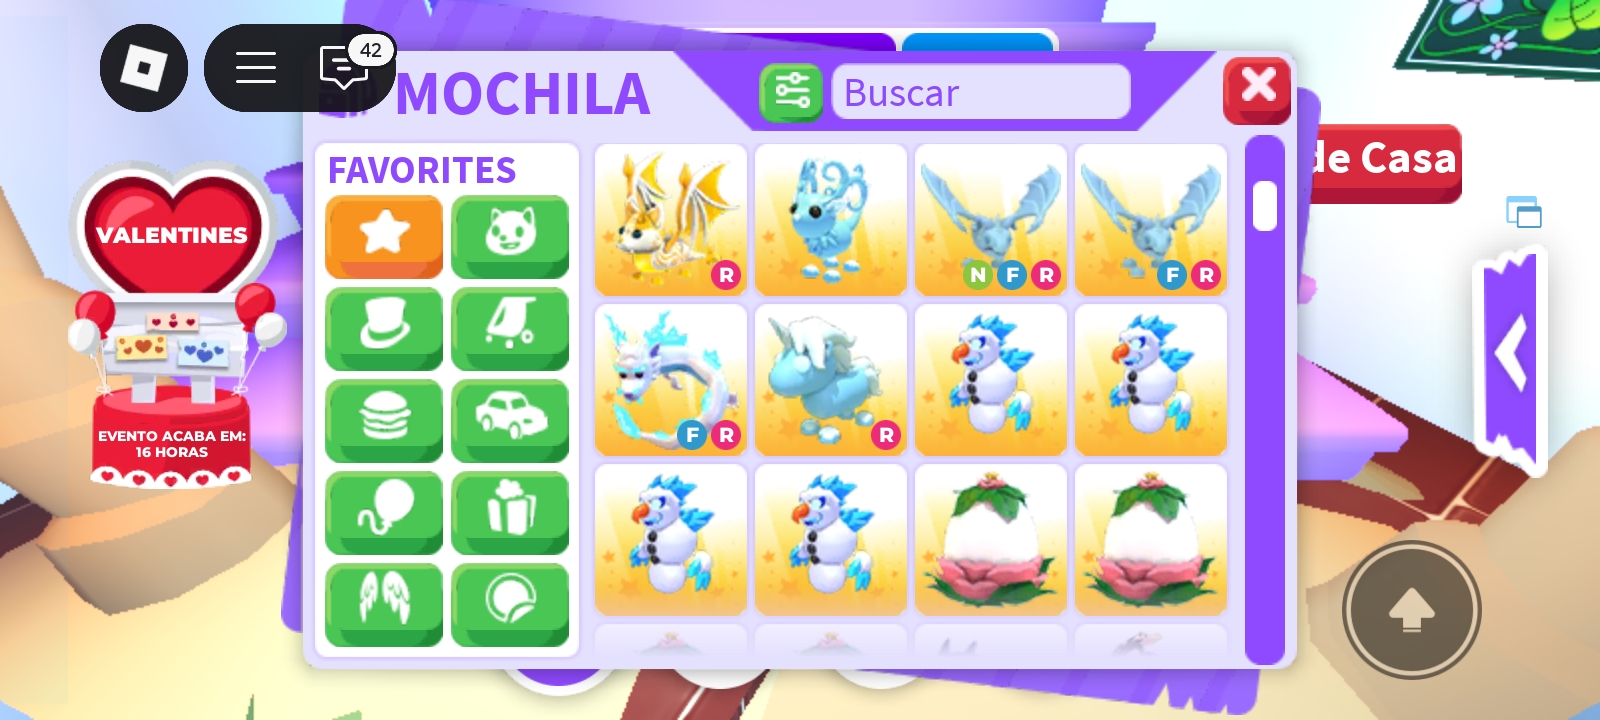 42
MOCHILA
Buscar
FAVORITES
de Casa
VALENTINES
EVENTO ACABA EM:
16 HORAS
R
N F R
F R
F R
R